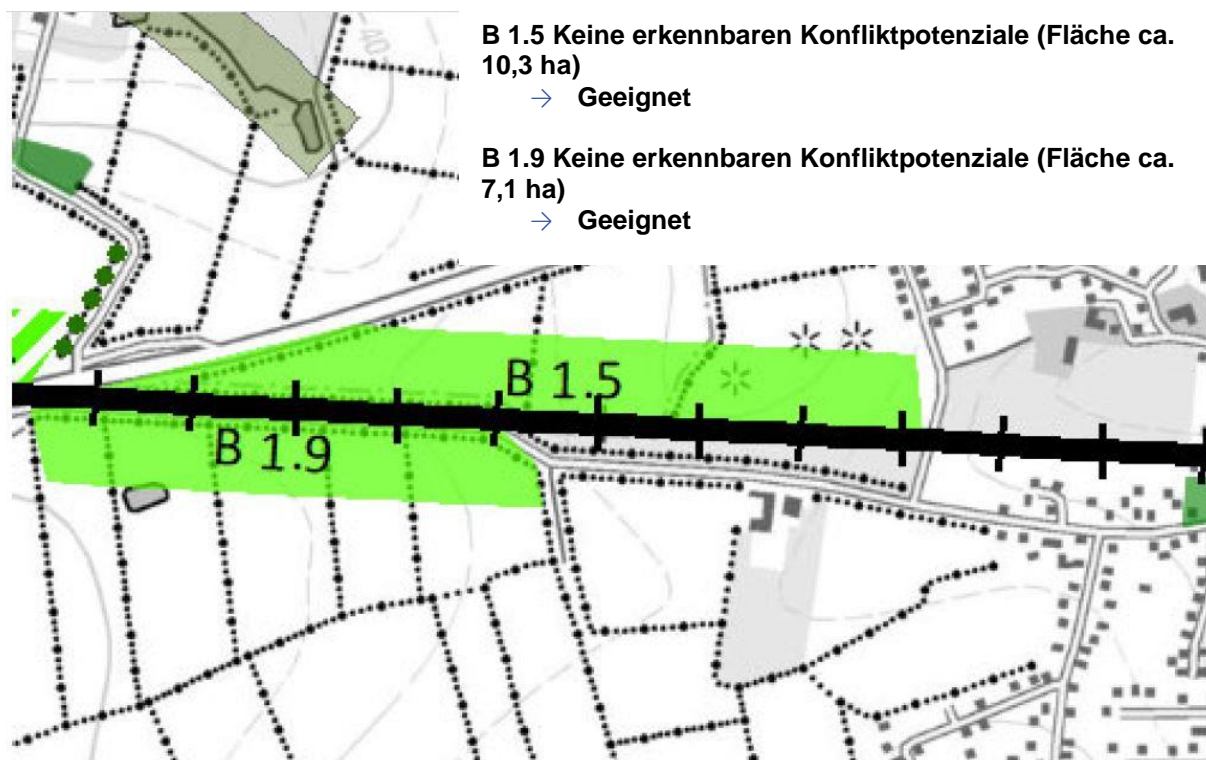 B 1.5 Keine erkennbaren Konfliktpotenziale (Fläche ca.
10,3 ha)
→ Geeignet
B 1.9 Keine erkennbaren Konfliktpotenziale (Fläche ca.
7,1 ha)
→ Geeignet
40
B 1.5
B 1.9